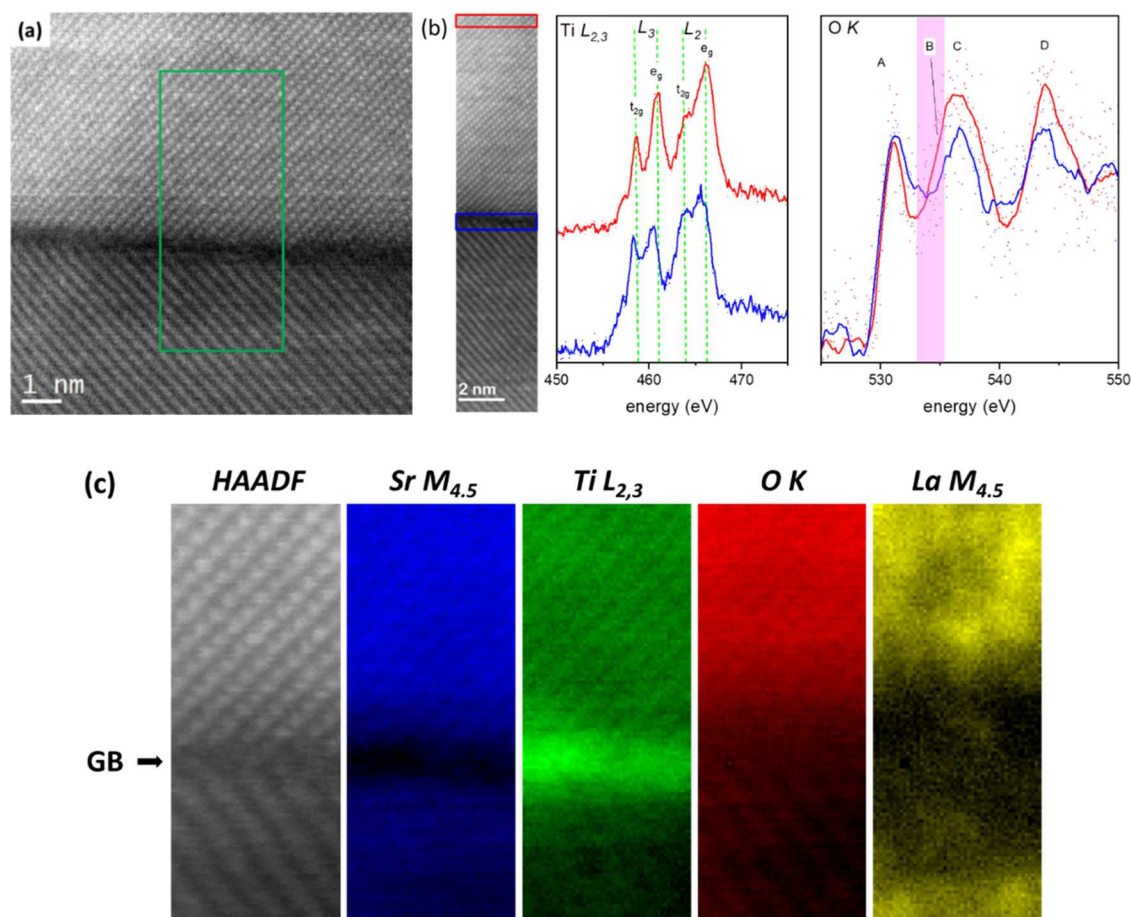 (a)
1 nm
(b)
2 nm
Ti L2,3
L3
L2
t2g
eg
t2g
eg
t2g
450 460 470
energy (eV)
O K
A
B
C
D
530 540 550
energy (eV)
(c)
HAADF Sr M4.5 Ti L2,3 O K La M4.5
GB